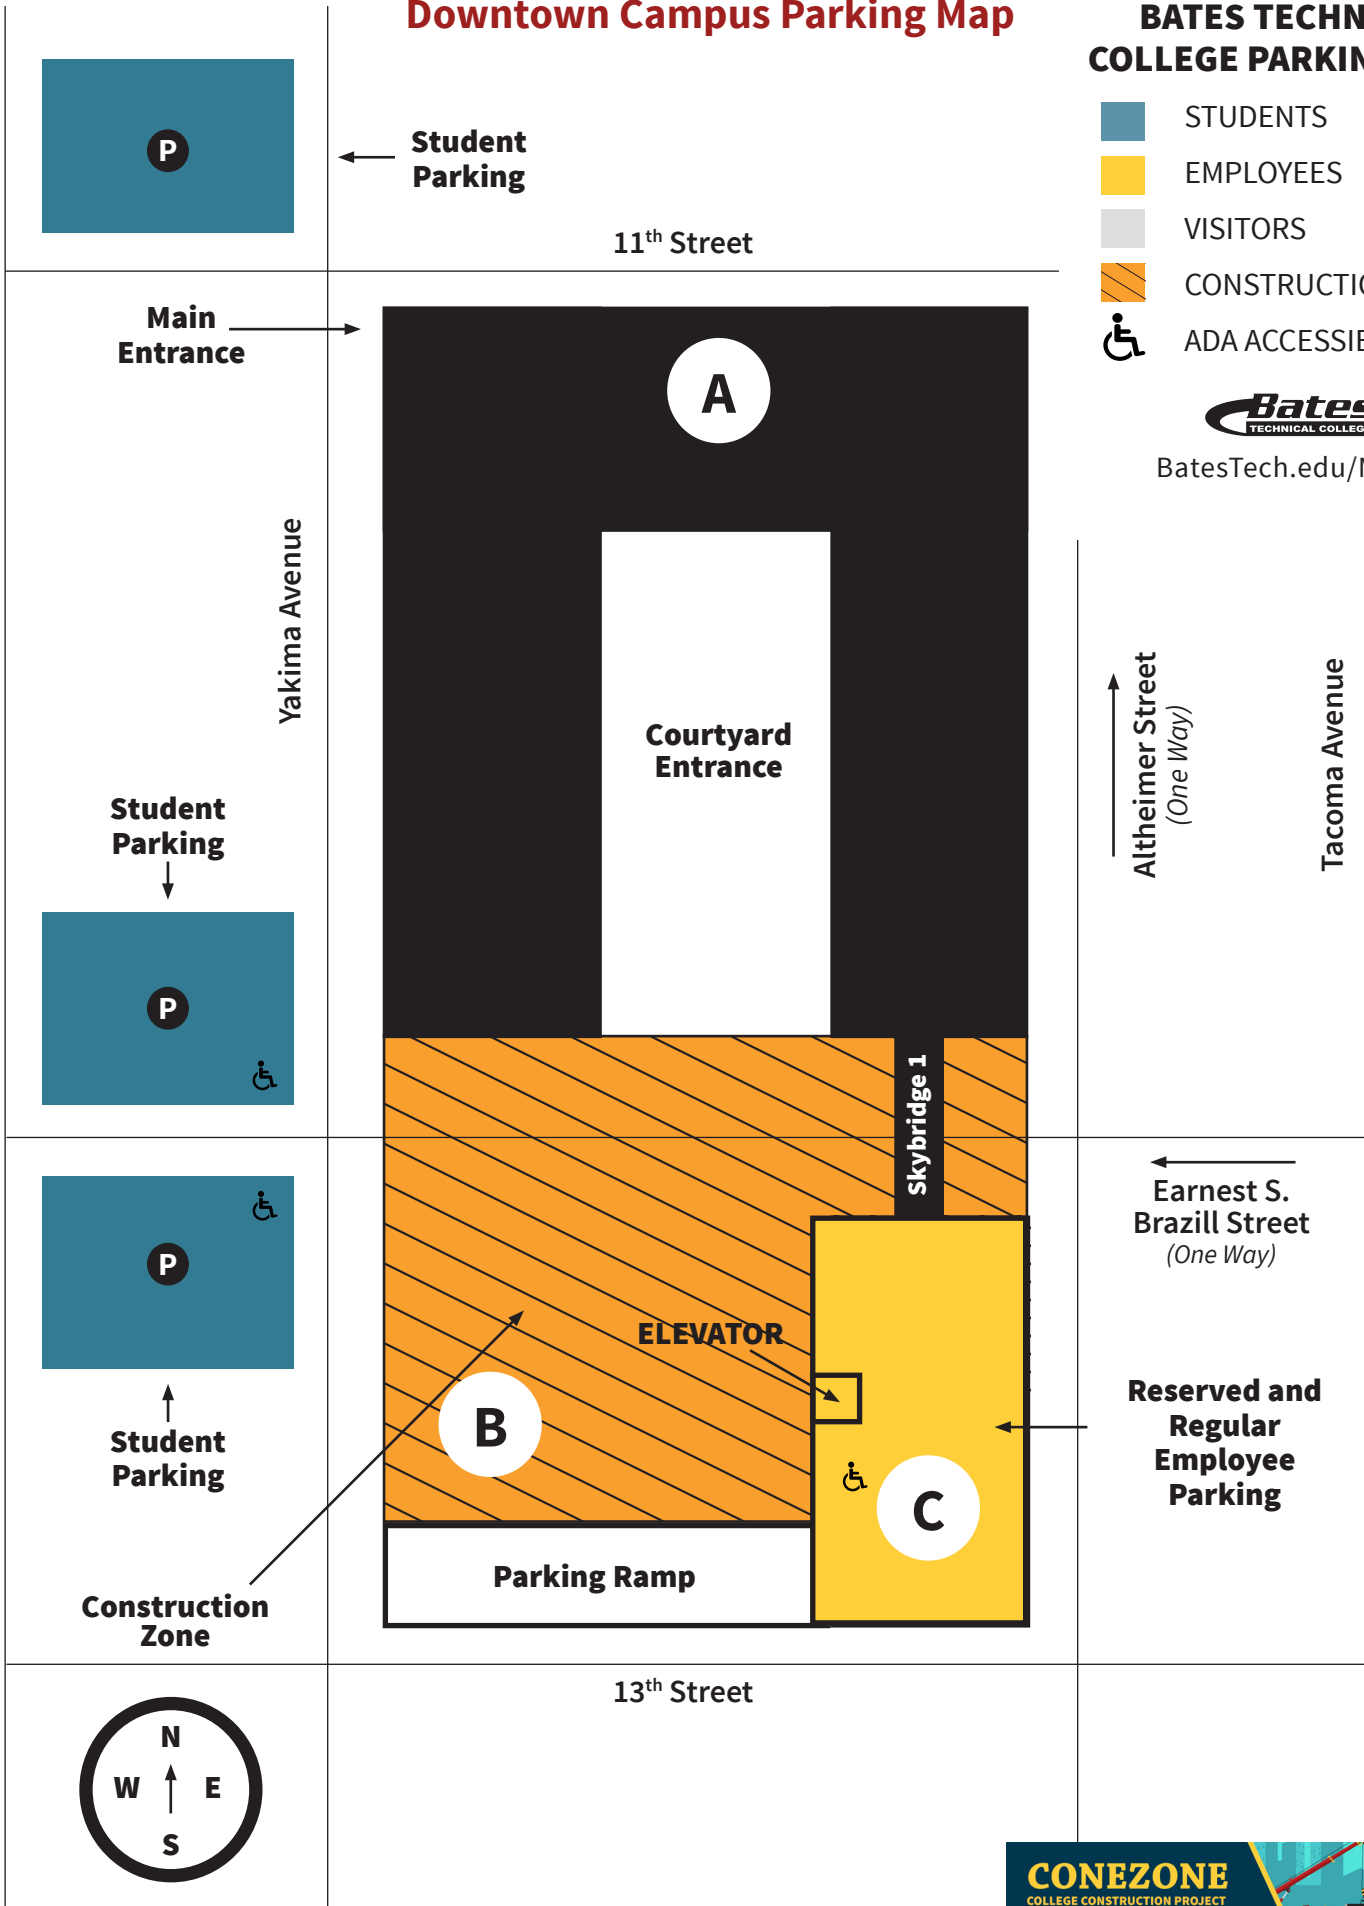 Downtown Campus Parking Map
BATES TECHN
COLLEGE PARKIN
STUDENTS
EMPLOYEES
VISITORS
CONSTRUCTIO
ADA ACCESSIB
Bates
TECHNICAL COLLEG
BatesTech.edu/M
P
Student
Parking
11th Street
Main
Entrance
A
Yakima Avenue
Courtyard
Entrance
Altheimer Street
(One Way)
Tacoma Avenue
Student
Parking
P
Skybridge 1
Earnest S.
Brazill Street
(One Way)
P
Student
Parking
ELEVATOR
B
C
Reserved and
Regular
Employee
Parking
Parking Ramp
Construction
Zone
13th Street
N
W E
S
CONEZONE
COLLEGE CONSTRUCTION PROJECT